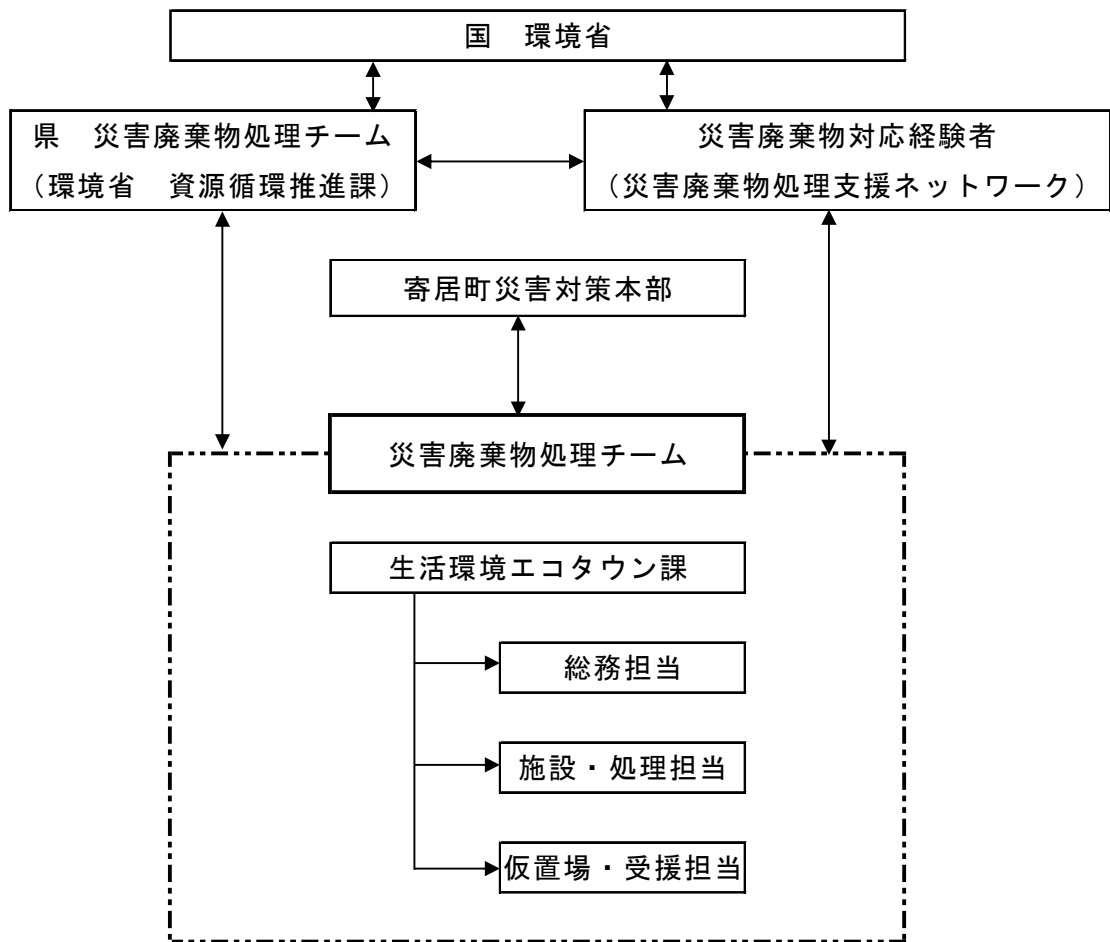 国　環境省
県　災害廃棄物処理チーム
（環境省　資源循環推進課）
災害廃棄物対応経験者
（災害廃棄物処理支援ネットワーク）
寄居町災害対策本部
災害廃棄物処理チーム
生活環境エコタウン課
総務担当
施設・処理担当
仮置場・受援担当